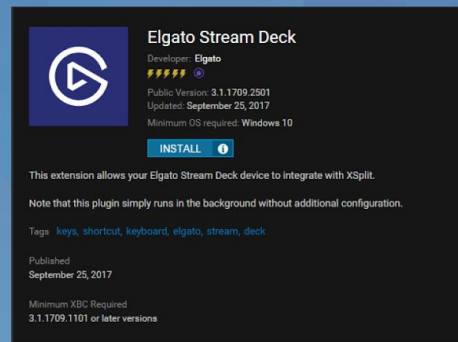 Elgato Stream Deck
Developer: Elgato
Public Version: 3.1.1709.2501
Updated: September 25, 2017
Minimum OS required: Windows 10
INSTALL
This extension allows your Elgato Stream Deck device to integrate with XSplit.
Note that this plugin simply runs in the background without additional configuration.
Tags keys, shortcut, keyboard, elgato, stream, deck
Published
September 25, 2017
Minimum XBC Required
3.1.1709.1101 or later versions